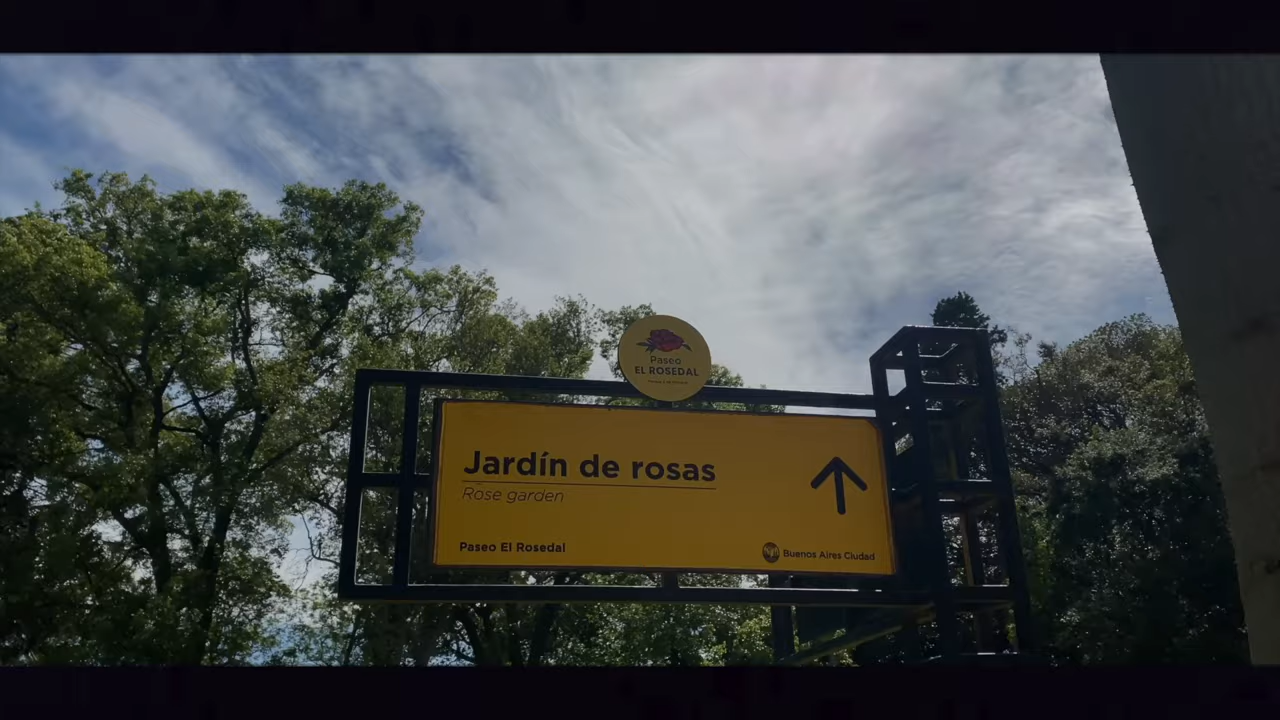 Paseo
EL ROSEDAL
Jardín de rosas
Rose garden
Paseo El Rosedal
Buenos Aires Ciudad